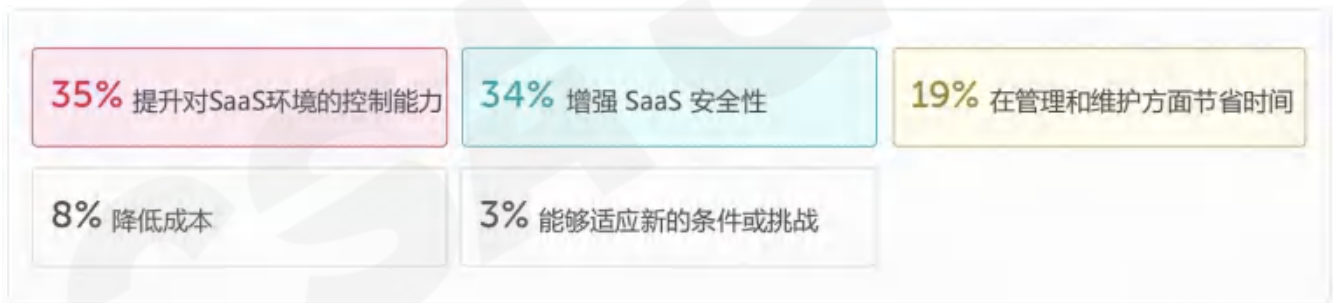 35% 提升对SaaS环境的控制能力
34% 增强 SaaS 安全性
19% 在管理和维护方面节省时间
8% 降低成本
3% 能够适应新的条件或挑战